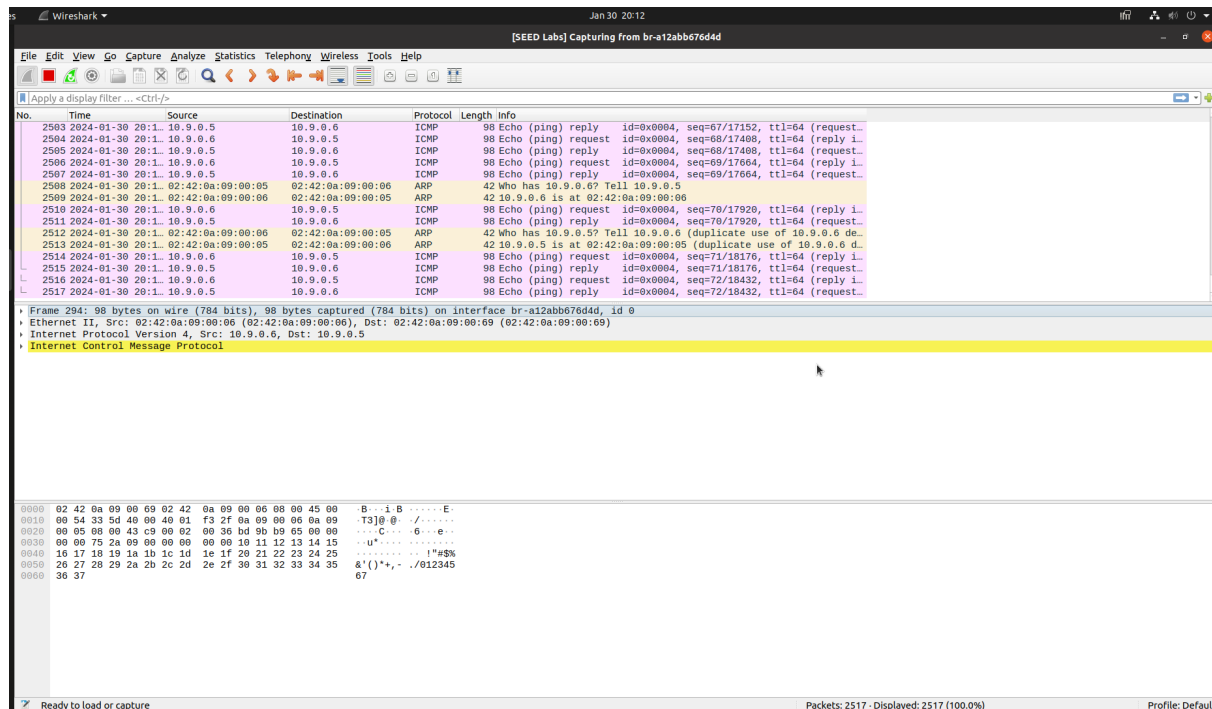 es Wireshark Jan 30 20:12
[SEED Labs] Capturing from br-a12abb676d4d
File Edit View Go Capture Analyze Statistics Telephony Wireless Tools Help
Apply a display filter ... <Ctrl-/>
No. Time Source Destination Protocol Length Info
2503 2024-01-30 20:1… 10.9.0.5 10.9.0.6 ICMP 98 Echo (ping) reply id=0x0004, seq=67/17152, ttl=64 (request…
2504 2024-01-30 20:1… 10.9.0.6 10.9.0.5 ICMP 98 Echo (ping) request id=0x0004, seq=68/17408, ttl=64 (reply i…
2505 2024-01-30 20:1… 10.9.0.5 10.9.0.6 ICMP 98 Echo (ping) reply id=0x0004, seq=68/17408, ttl=64 (request…
2506 2024-01-30 20:1… 10.9.0.6 10.9.0.5 ICMP 98 Echo (ping) request id=0x0004, seq=69/17664, ttl=64 (reply i…
2507 2024-01-30 20:1… 10.9.0.5 10.9.0.6 ICMP 98 Echo (ping) reply id=0x0004, seq=69/17664, ttl=64 (request…
2508 2024-01-30 20:1… 02:42:0a:09:00:05 02:42:0a:09:00:06 ARP 42 Who has 10.9.0.6? Tell 10.9.0.5
2509 2024-01-30 20:1… 02:42:0a:09:00:06 02:42:0a:09:00:05 ARP 42 10.9.0.6 is at 02:42:0a:09:00:06
2510 2024-01-30 20:1… 10.9.0.6 10.9.0.5 ICMP 98 Echo (ping) request id=0x0004, seq=70/17920, ttl=64 (reply i…
2511 2024-01-30 20:1… 10.9.0.5 10.9.0.6 ICMP 98 Echo (ping) reply id=0x0004, seq=70/17920, ttl=64 (request…
2512 2024-01-30 20:1… 02:42:0a:09:00:06 02:42:0a:09:00:05 ARP 42 Who has 10.9.0.5? Tell 10.9.0.6 (duplicate use of 10.9.0.6 de…
2513 2024-01-30 20:1… 02:42:0a:09:00:05 02:42:0a:09:00:06 ARP 42 10.9.0.5 is at 02:42:0a:09:00:05 (duplicate use of 10.9.0.6 d…
2514 2024-01-30 20:1… 10.9.0.6 10.9.0.5 ICMP 98 Echo (ping) request id=0x0004, seq=71/18176, ttl=64 (reply i…
2515 2024-01-30 20:1… 10.9.0.5 10.9.0.6 ICMP 98 Echo (ping) reply id=0x0004, seq=71/18176, ttl=64 (request…
2516 2024-01-30 20:1… 10.9.0.6 10.9.0.5 ICMP 98 Echo (ping) request id=0x0004, seq=72/18432, ttl=64 (reply i…
2517 2024-01-30 20:1… 10.9.0.5 10.9.0.6 ICMP 98 Echo (ping) reply id=0x0004, seq=72/18432, ttl=64 (request…
Frame 294: 98 bytes on wire (784 bits), 98 bytes captured (784 bits) on interface br-a12abb676d4d, id 0
Ethernet II, Src: 02:42:0a:09:00:06 (02:42:0a:09:00:06), Dst: 02:42:0a:09:00:69 (02:42:0a:09:00:69)
Internet Protocol Version 4, Src: 10.9.0.6, Dst: 10.9.0.5
Internet Control Message Protocol
0000 02 42 0a 09 00 69 02 42 0a 09 00 06 08 00 45 00 ·B···i·B ······E·
0010 00 54 33 5d 40 00 40 01 f3 2f 0a 09 00 06 0a 09 ·T3]@·@· ·/······
0020 00 05 08 00 43 c9 00 02 00 36 bd 9b b9 65 00 00 ····C··· ·6···e··
0030 00 00 75 2a 09 00 00 00 00 00 10 11 12 13 14 15 ··u*···· ········
0040 16 17 18 19 1a 1b 1c 1d 1e 1f 20 21 22 23 24 25 ········ ·· !"#$%
0050 26 27 28 29 2a 2b 2c 2d 2e 2f 30 31 32 33 34 35 &'()*+,- ./012345
0060 36 37 67
Ready to load or capture Packets: 2517 · Displayed: 2517 (100.0%) Profile: Defaul